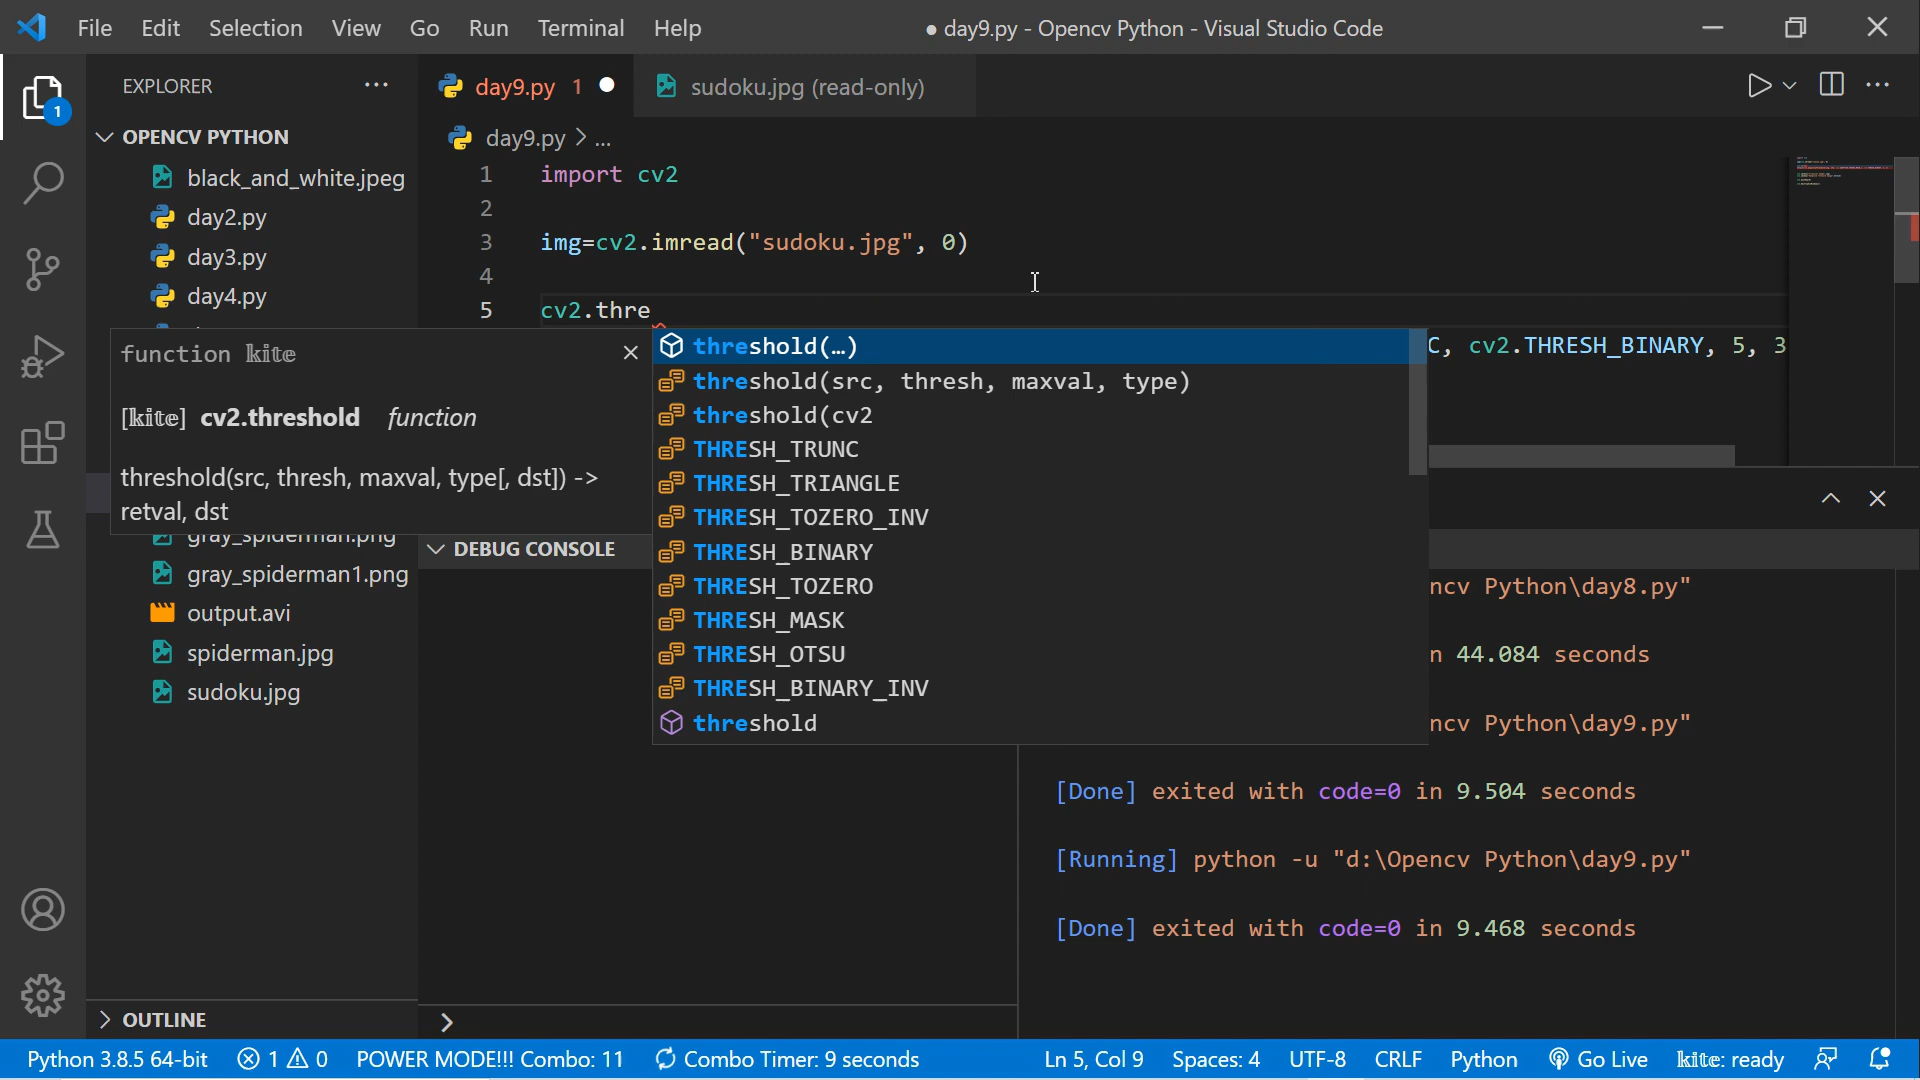 File Edit Selection View Go Run Terminal Help
● day9.py - Opencv Python - Visual Studio Code
EXPLORER
day9.py 1
sudoku.jpg (read-only)
OPENCV PYTHON
day9.py > ...
black_and_white.jpeg
day2.py
day3.py
day4.py
gray_spiderman.png
gray_spiderman1.png
output.avi
spiderman.jpg
sudoku.jpg
OUTLINE
1 import cv2
2
3 img=cv2.imread("sudoku.jpg", 0)
4
5 cv2.thre
C, cv2.THRESH_BINARY, 5, 3
function kite
[kite] cv2.threshold function
threshold(src, thresh, maxval, type[, dst]) ->
retval, dst
threshold(…)
threshold(src, thresh, maxval, type)
threshold(cv2
THRESH_TRUNC
THRESH_TRIANGLE
THRESH_TOZERO_INV
THRESH_BINARY
THRESH_TOZERO
THRESH_MASK
THRESH_OTSU
THRESH_BINARY_INV
threshold
DEBUG CONSOLE
ncv Python\day8.py"
n 44.084 seconds
ncv Python\day9.py"
[Done] exited with code=0 in 9.504 seconds
[Running] python -u "d:\Opencv Python\day9.py"
[Done] exited with code=0 in 9.468 seconds
Python 3.8.5 64-bit 1 0 POWER MODE!!! Combo: 11 Combo Timer: 9 seconds Ln 5, Col 9 Spaces: 4 UTF-8 CRLF Python Go Live kite: ready